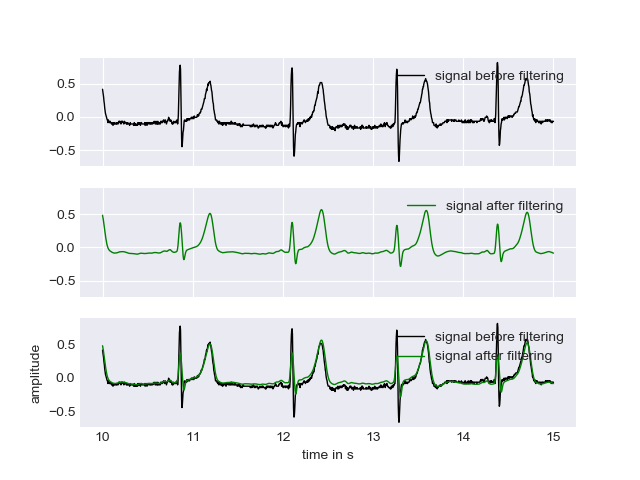 signal before filtering
0.5
0.0
−0.5
signal after filtering
0.5
0.0
−0.5
signal before filtering
signal after filtering
0.5
0.0
−0.5
amplitude
10 11 12 13 14 15
time in s